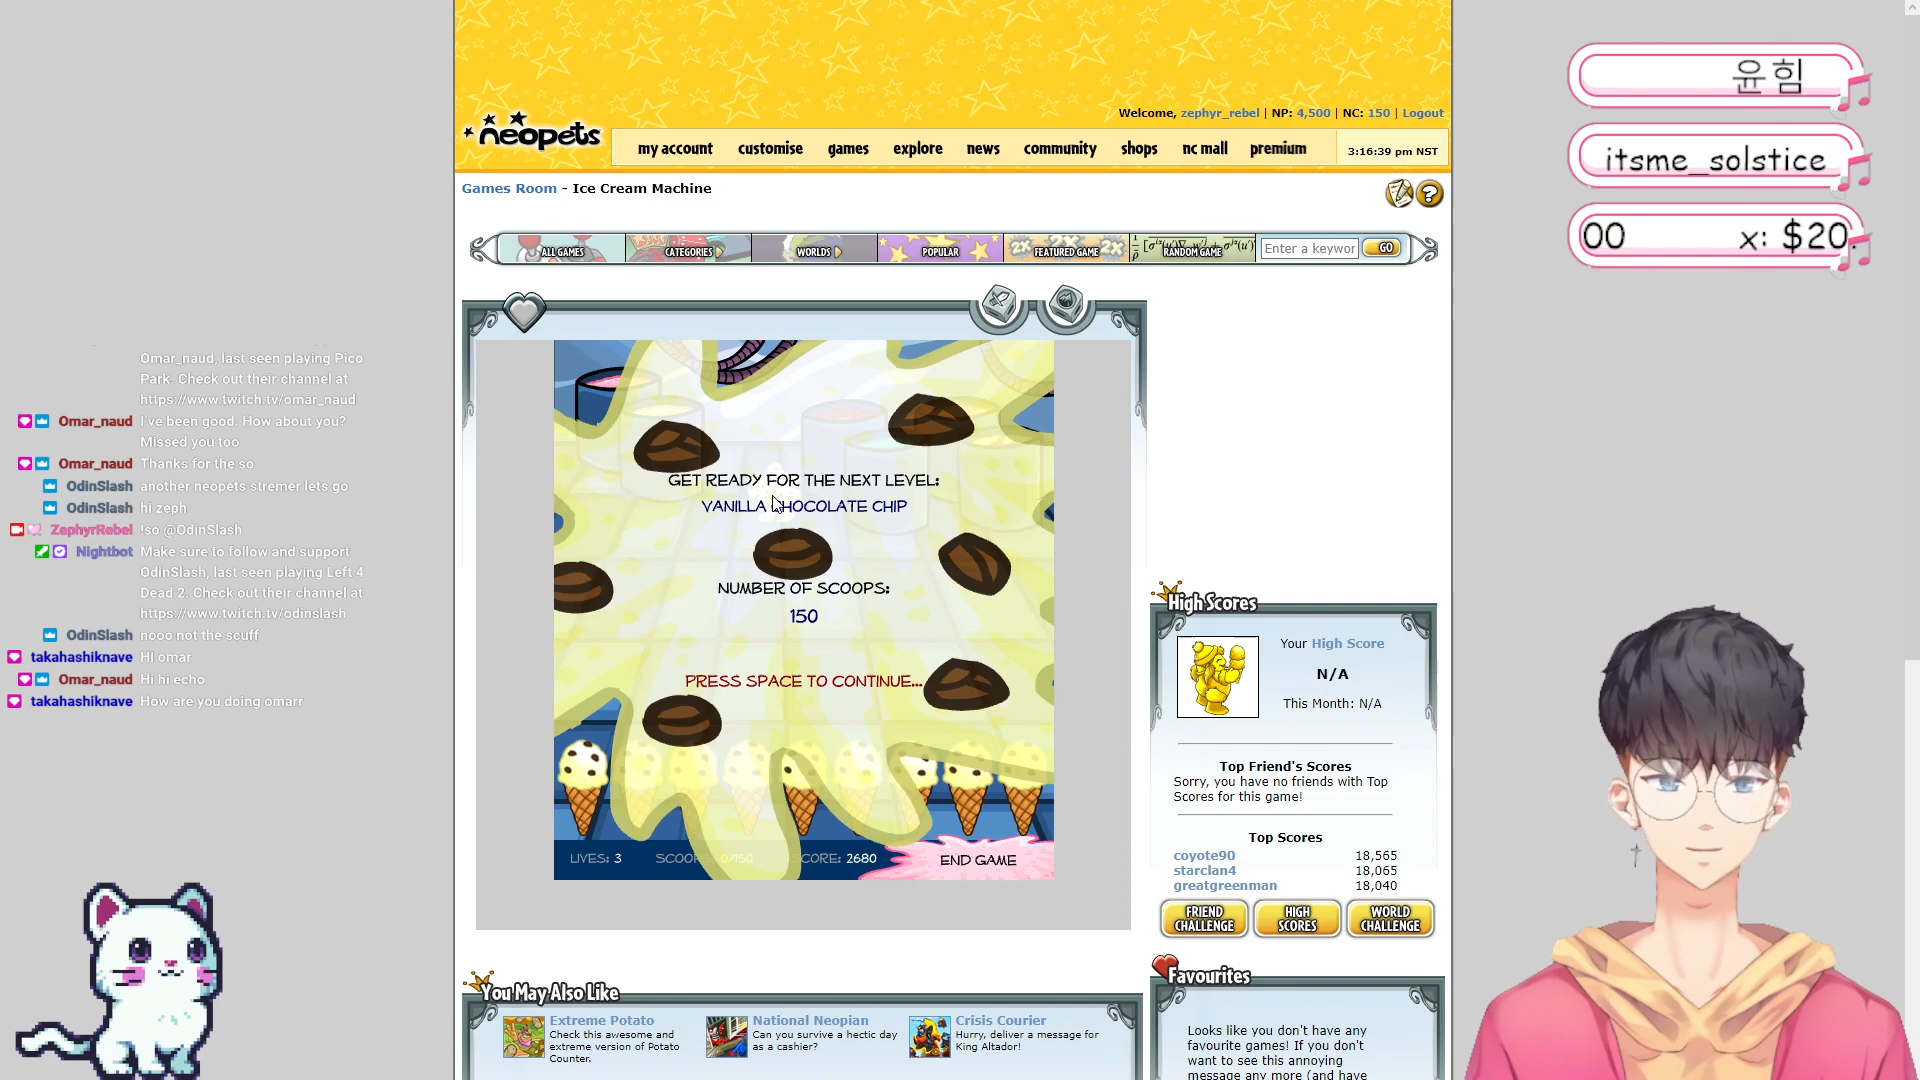 Omar_naud, last seen playing Pico
Park. Check out their channel at
https://www.twitch.tv/omar_naud
Omar_naud I've been good. How about you?
Missed you too
Omar_naud Thanks for the so
OdinSlash another neopets stremer lets go
OdinSlash hi zeph
ZephyrRebel !so @OdinSlash
Nightbot Make sure to follow and support
OdinSlash, last seen playing Left 4
Dead 2. Check out their channel at
https://www.twitch.tv/odinslash
OdinSlash nooo not the scuff
takahashiknave Hi omar
Omar_naud Hi hi echo
takahashiknave How are you doing omarr
Welcome, zephyr_rebel | NP: 4,500 | NC: 150 | Logout
neopets
my account customise games explore news community shops nc mall premium
3:16:39 pm NST
Games Room - Ice Cream Machine
ALL GAMES CATEGORIES WORLDS POPULAR FEATURED GAME RANDOM GAME Enter a keywor GO
GET READY FOR THE NEXT LEVEL:
VANILLA CHOCOLATE CHIP
NUMBER OF SCOOPS:
150
PRESS SPACE TO CONTINUE...
LIVES: 3 SCOOP 0/150 SCORE: 2680 END GAME
High Scores
Your High Score
N/A
This Month: N/A
Top Friend's Scores
Sorry, you have no friends with Top
Scores for this game!
Top Scores
coyote90 18,565
starclan4 18,065
greatgreenman 18,040
FRIEND CHALLENGE
HIGH SCORES
WORLD CHALLENGE
Favourites
Looks like you don't have any
favourite games! If you don't
want to see this annoying
message any more (and have
You May Also Like
Extreme Potato
Check this awesome and
extreme version of Potato
Counter.
National Neopian
Can you survive a hectic day
as a cashier?
Crisis Courier
Hurry, deliver a message for
King Altador!
윤힘
itsme_solstice
00 x: $20.